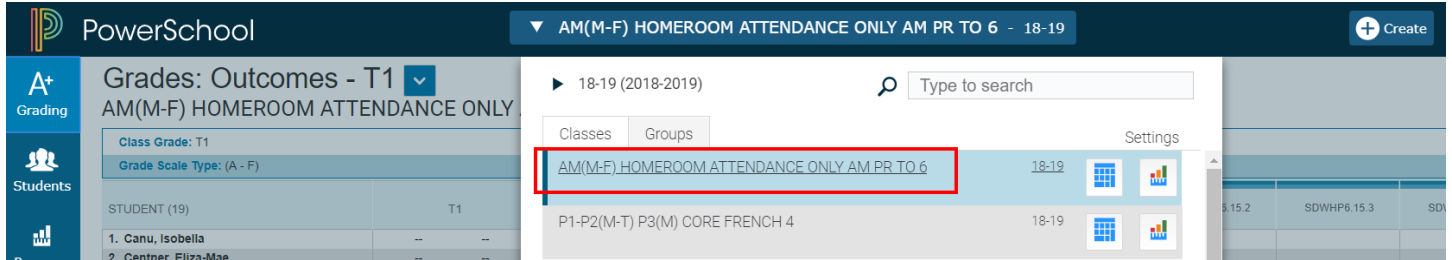 PowerSchool
▼ AM(M-F) HOMEROOM ATTENDANCE ONLY AM PR TO 6 - 18-19
Create
A+
Grading
Students
Grades: Outcomes - T1
AM(M-F) HOMEROOM ATTENDANCE ONLY
Class Grade: T1
Grade Scale Type: (A - F)
STUDENT (19)
T1
1. Canu, Isobella
-- --
2. Centner, Eliza-Mae
-- --
▶ 18-19 (2018-2019)
Type to search
Classes
Groups
Settings
AM(M-F) HOMEROOM ATTENDANCE ONLY AM PR TO 6 18-19
P1-P2(M-T) P3(M) CORE FRENCH 4 18-19
SDWHP6.15.3